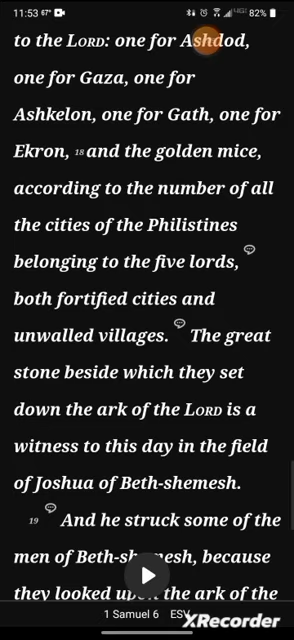 11:53 67°
82%
to the LORD: one for Ashdod,
one for Gaza, one for
Ashkelon, one for Gath, one for
Ekron, 18 and the golden mice,
according to the number of all
the cities of the Philistines
belonging to the five lords,
both fortified cities and
unwalled villages. The great
stone beside which they set
down the ark of the LORD is a
witness to this day in the field
of Joshua of Beth-shemesh.
19 And he struck some of the
men of Beth-shemesh, because
they looked upon the ark of the
1 Samuel 6 ESV
XRecorder